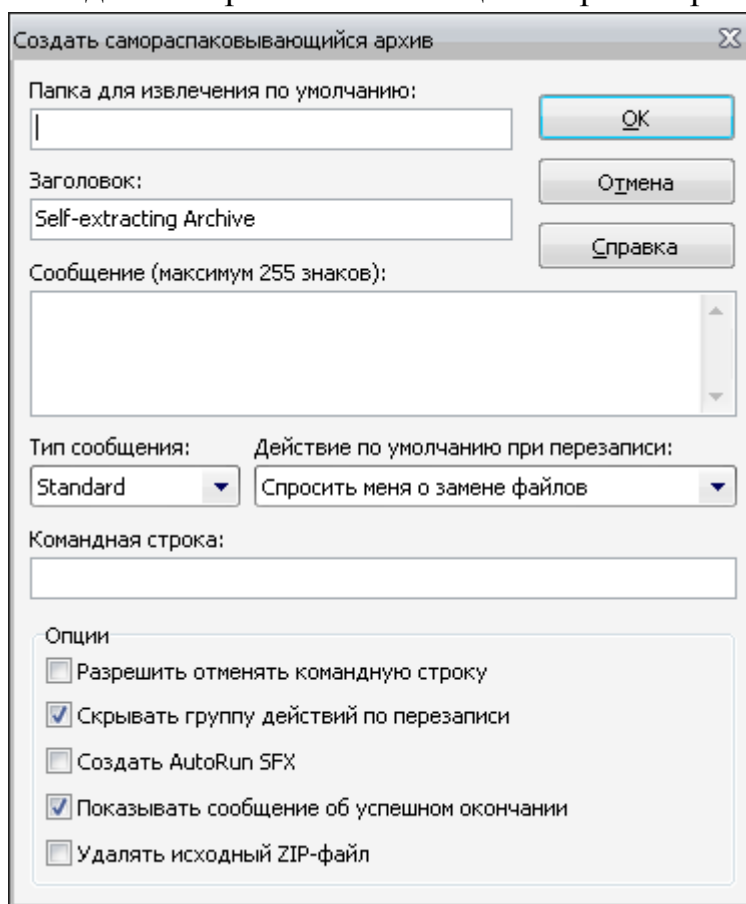 Создать самораспаковывающийся архив
Папка для извлечения по умолчанию:
OK
Заголовок:
Отмена
Self-extracting Archive
Справка
Сообщение (максимум 255 знаков):
Тип сообщения: Действие по умолчанию при перезаписи:
Standard Спросить меня о замене файлов
Командная строка:
Опции
Разрешить отменять командную строку
Скрывать группу действий по перезаписи
Создать AutoRun SFX
Показывать сообщение об успешном окончании
Удалять исходный ZIP-файл